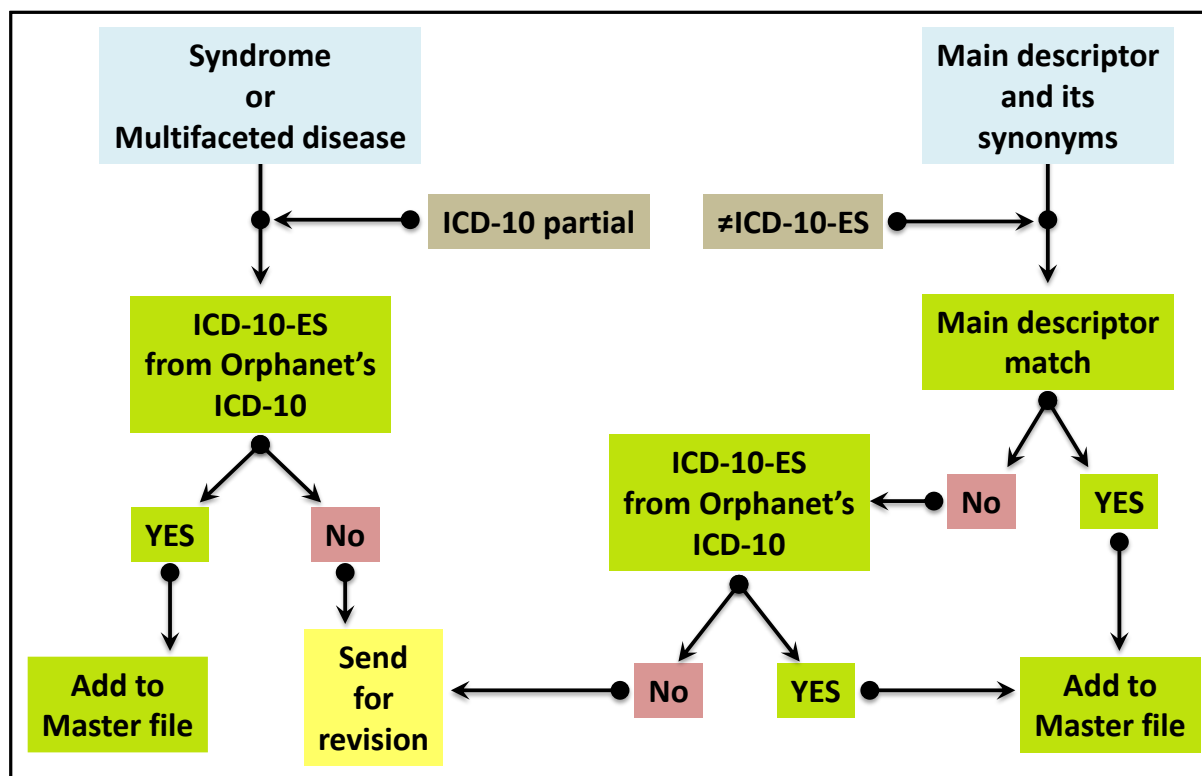 Syndrome
or
Multifaceted disease
Main descriptor
and its
synonyms
ICD-10 partial
≠ICD-10-ES
ICD-10-ES
from Orphanet’s
ICD-10
Main descriptor
match
YES
No
ICD-10-ES
from Orphanet’s
ICD-10
No
YES
Add to
Master file
Send
for
revision
No
YES
Add to
Master file